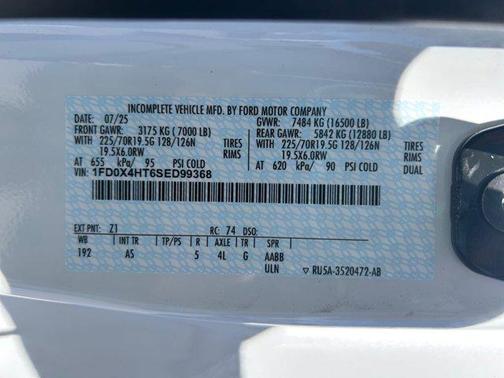 INCOMPLETE VEHICLE MFD. BY FORD MOTOR COMPANY
DATE: 07/25 GVWR: 7484 KG (16500 LB)
FRONT GAWR: 3175 KG (7000 LB) REAR GAWR: 5842 KG (12880 LB)
WITH 225/70R19.5G 128/126N TIRES WITH 225/70R19.5G 128/126N TIRES
19.5X6.0RW RIMS 19.5X6.0RW RIMS
AT 655 kPa/ 95 PSI COLD AT 620 kPa/ 90 PSI COLD DUAL
VIN: 1FD0X4HT6SED99368
EXT PNT: Z1 RC: 74 DSO:
WB INT TR TP/PS R AXLE TR SPR
192 AS 5 4L G AABB
ULN ▽ RU5A-3520472-AB